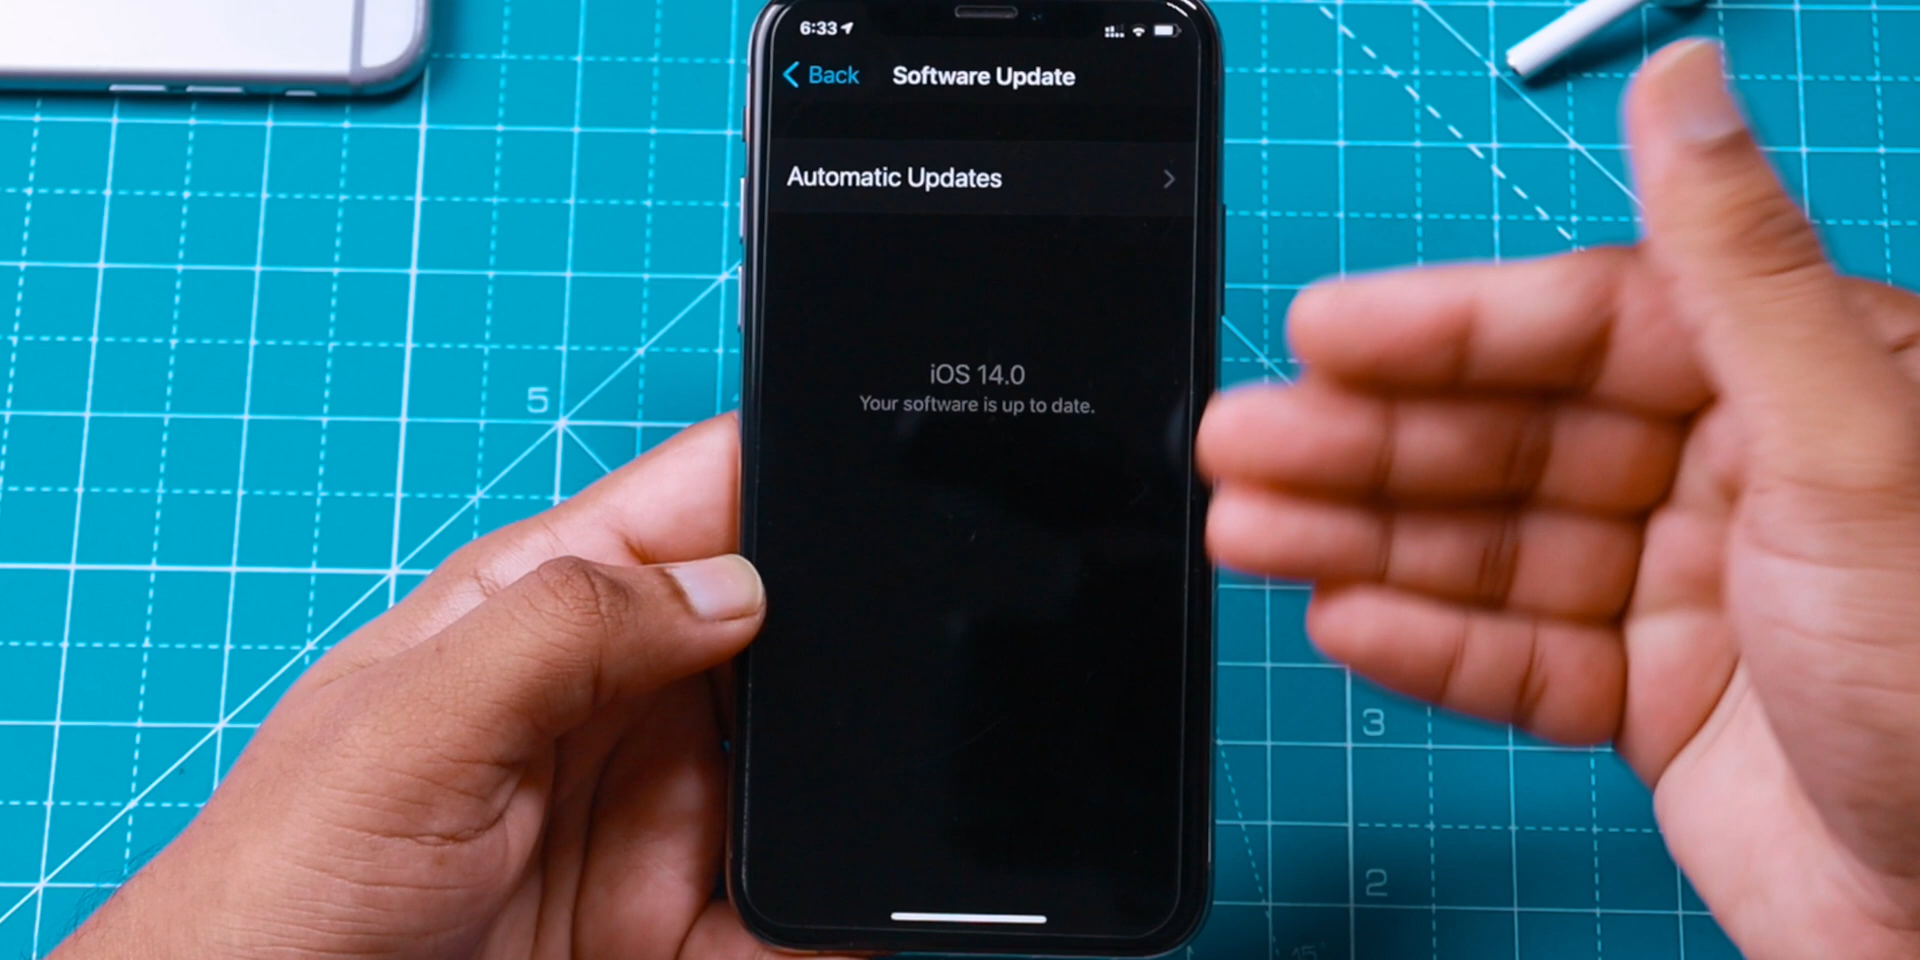 6:33
Back
Software Update
Automatic Updates
iOS 14.0
Your software is up to date.
5
3
2